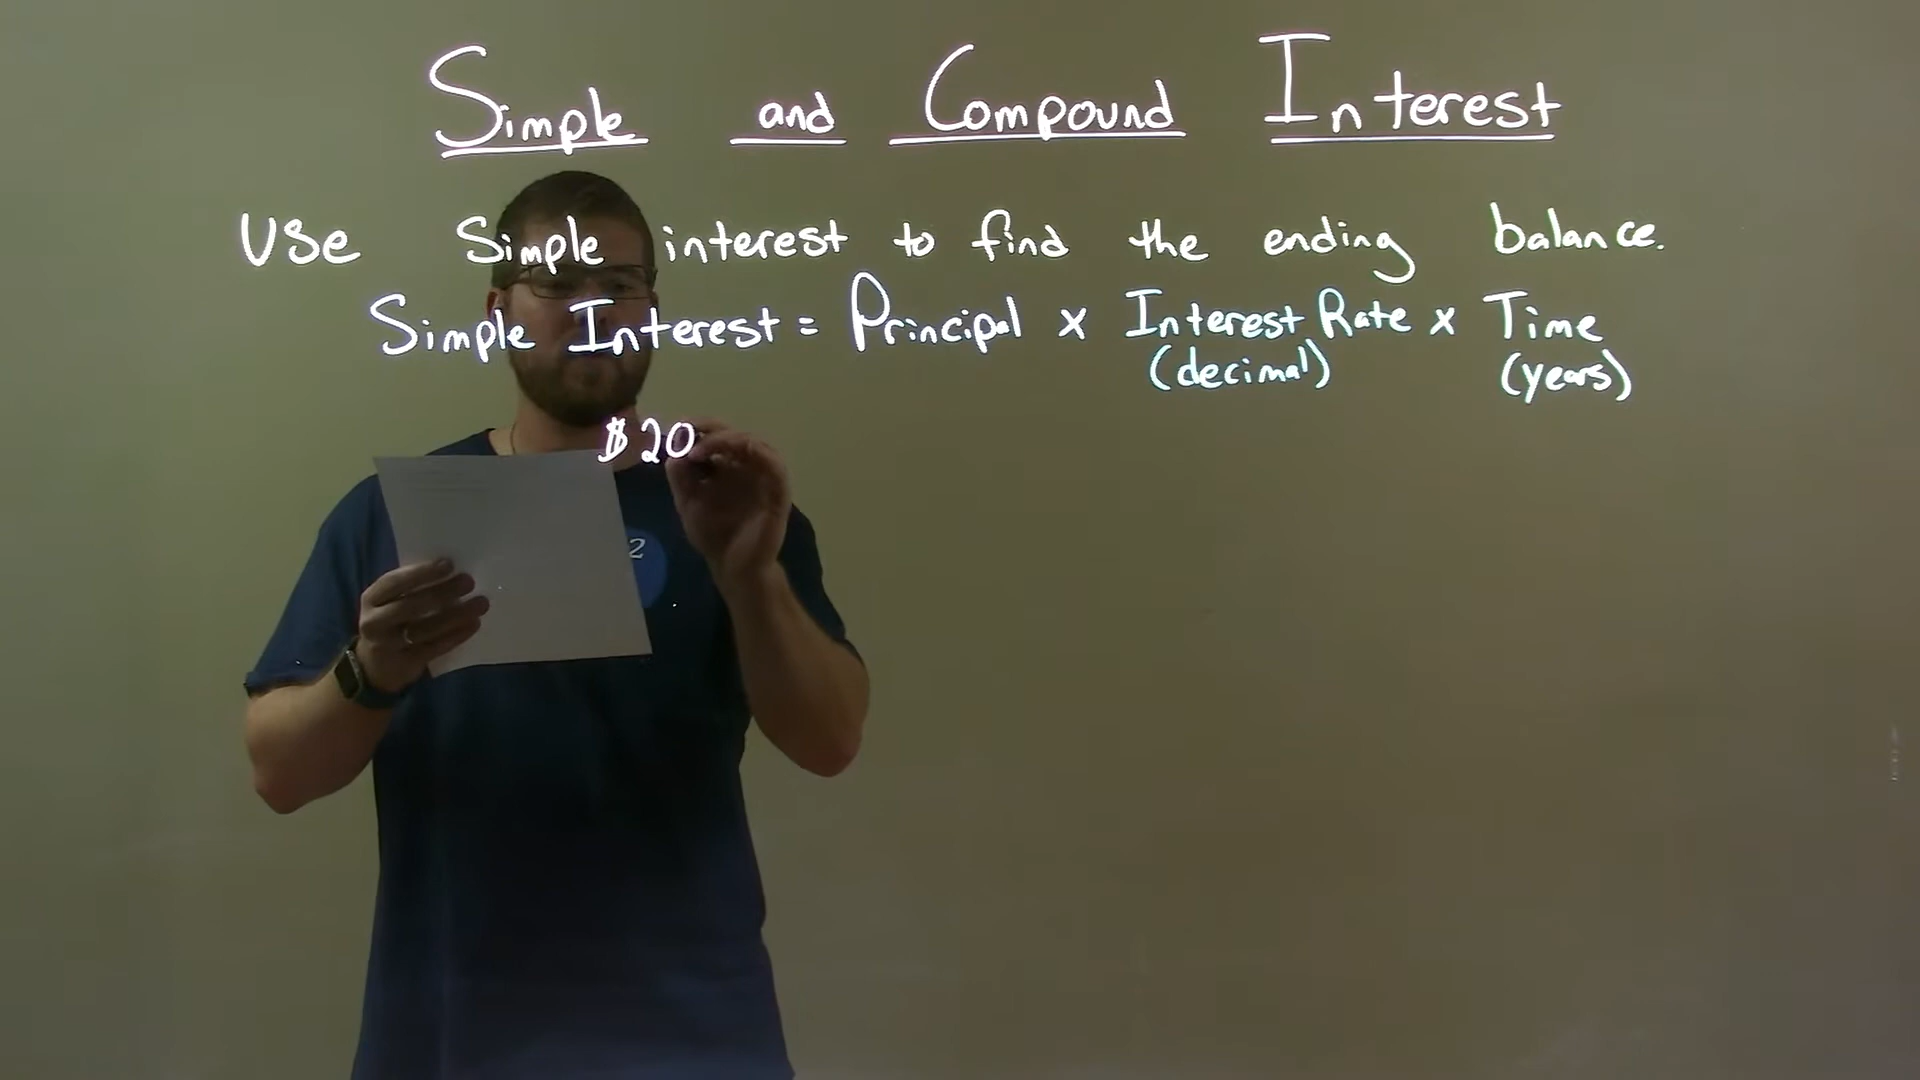 Simple and Compound Interest
Use Simple interest to find the ending balance.
Simple Interest = Principal x Interest Rate x Time
(decimal) (years)
$20
2